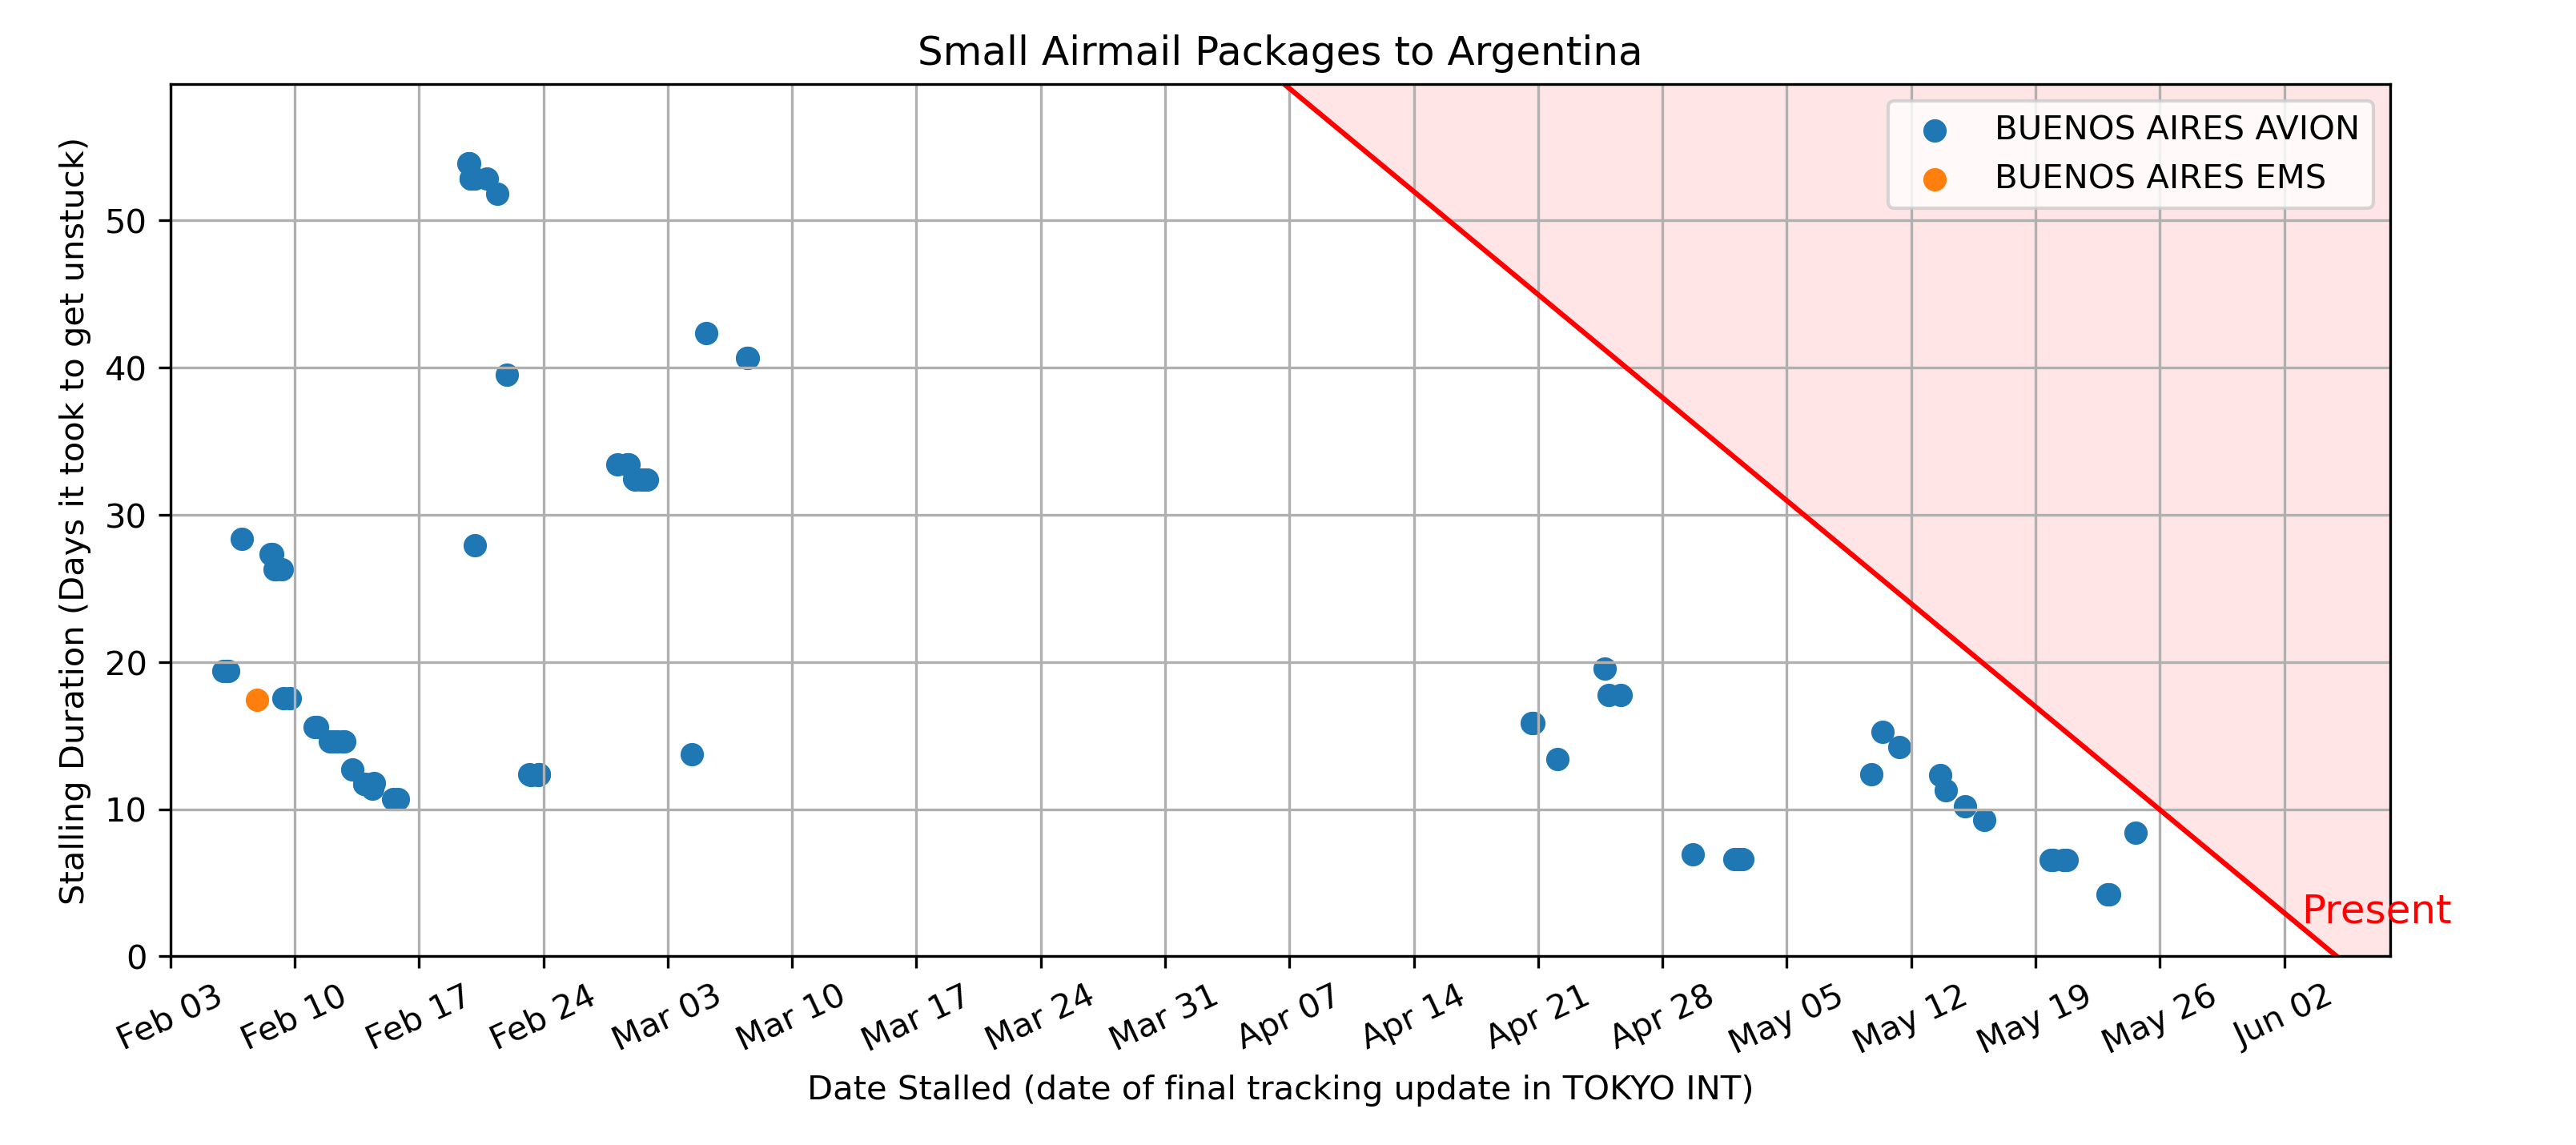 Small Airmail Packages to Argentina
BUENOS AIRES AVION
BUENOS AIRES EMS
Stalling Duration (Days it took to get unstuck)
50
40
30
20
10
0
Present
Feb 03
Feb 10
Feb 17
Feb 24
Mar 03
Mar 10
Mar 17
Mar 24
Mar 31
Apr 07
Apr 14
Apr 21
Apr 28
May 05
May 12
May 19
May 26
Jun 02
Date Stalled (date of final tracking update in TOKYO INT)